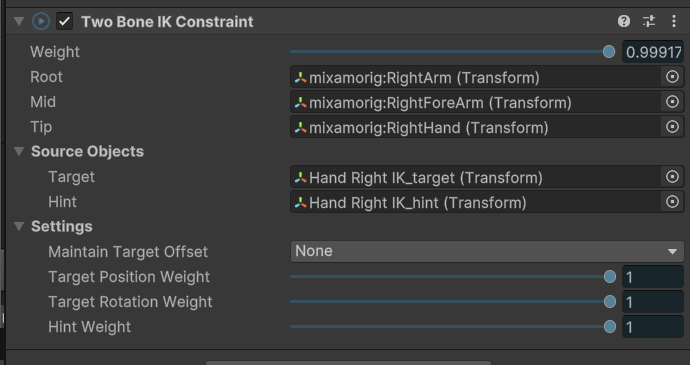 Two Bone IK Constraint
Weight 0.99917
Root mixamorig:RightArm (Transform)
Mid mixamorig:RightForeArm (Transform)
Tip mixamorig:RightHand (Transform)
Source Objects
Target Hand Right IK_target (Transform)
Hint Hand Right IK_hint (Transform)
Settings
Maintain Target Offset None
Target Position Weight 1
Target Rotation Weight 1
Hint Weight 1